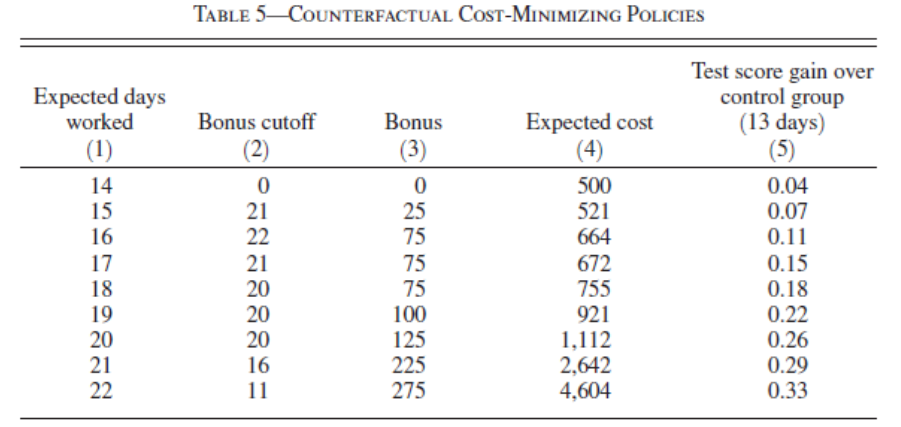 TABLE 5—COUNTERFACTUAL COST-MINIMIZING POLICIES
Expected days worked (1) Bonus cutoff (2) Bonus (3) Expected cost (4) Test score gain over control group (13 days) (5)
14 0 0 500 0.04
15 21 25 521 0.07
16 22 75 664 0.11
17 21 75 672 0.15
18 20 75 755 0.18
19 20 100 921 0.22
20 20 125 1,112 0.26
21 16 225 2,642 0.29
22 11 275 4,604 0.33